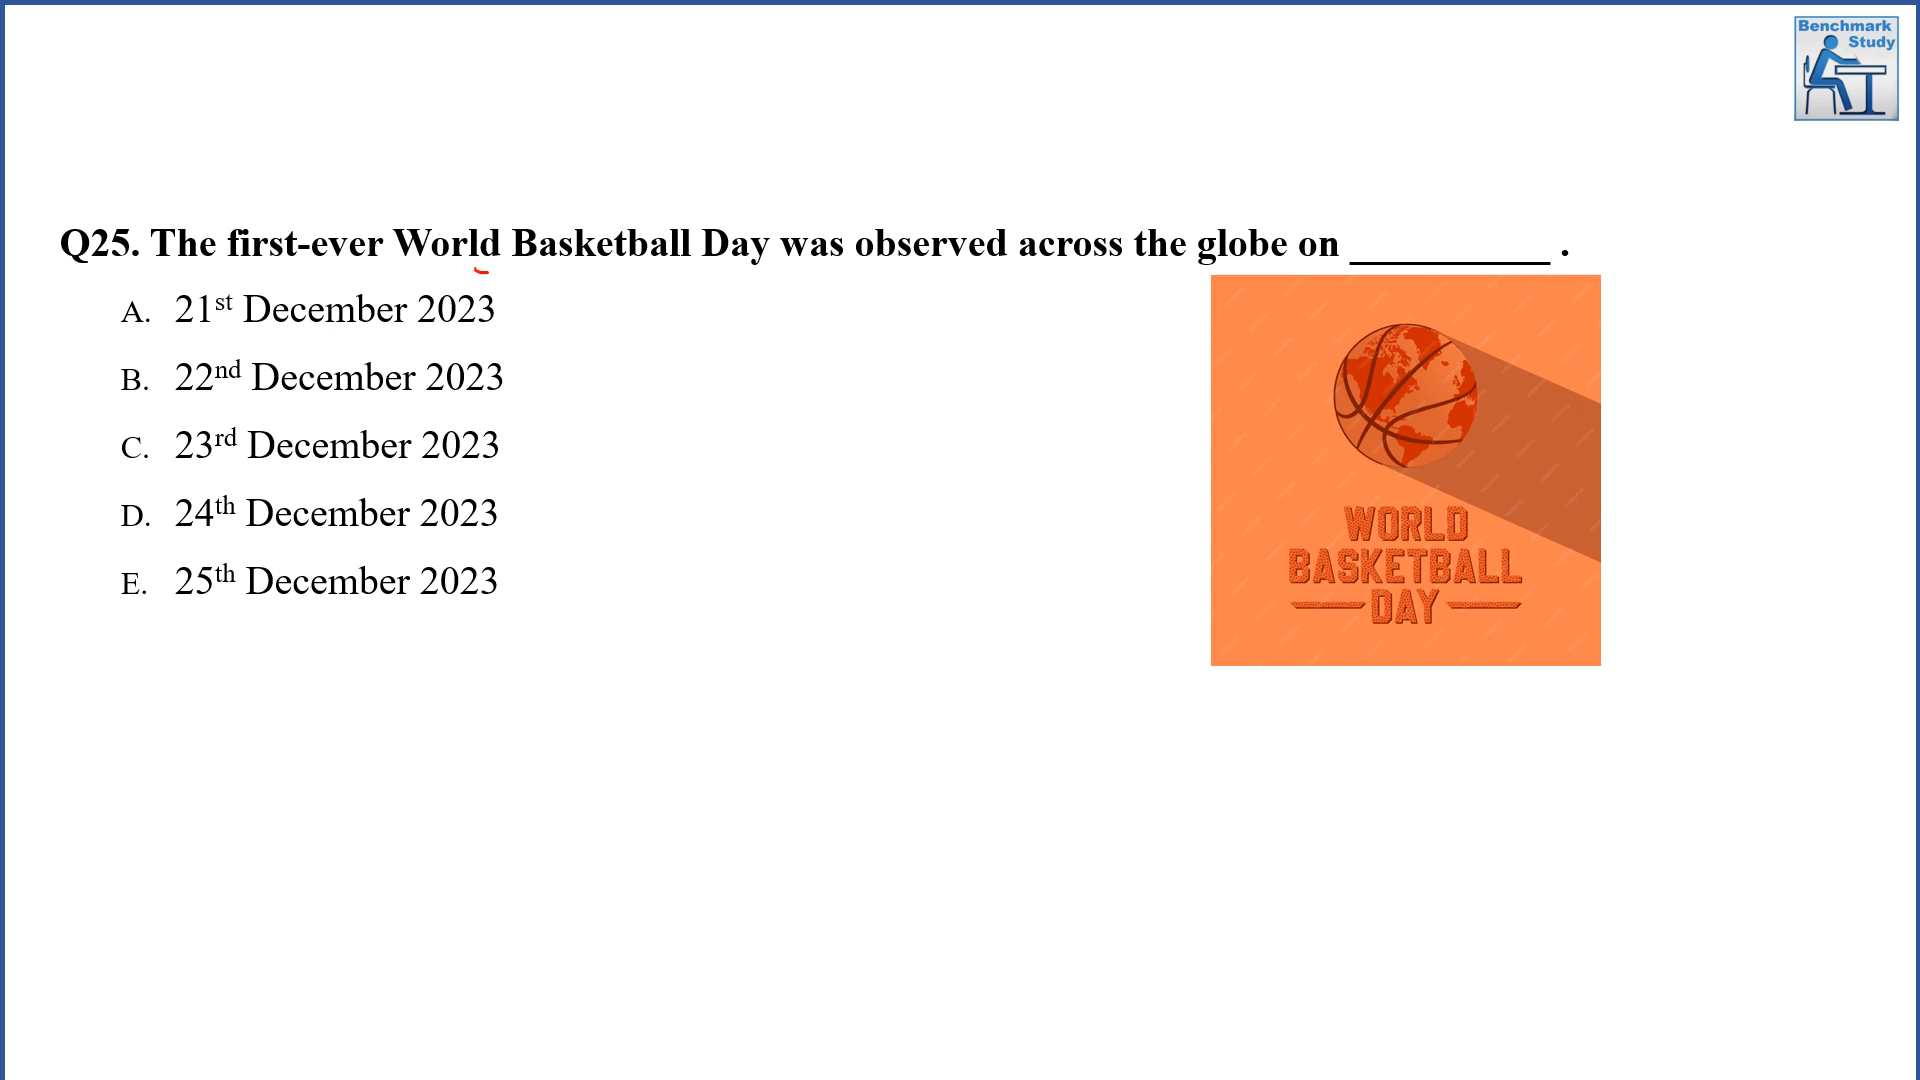 Benchmark
Study
Q25. The first-ever World Basketball Day was observed across the globe on __________ .
A. 21st December 2023
B. 22nd December 2023
C. 23rd December 2023
D. 24th December 2023
E. 25th December 2023
WORLD
BASKETBALL
DAY